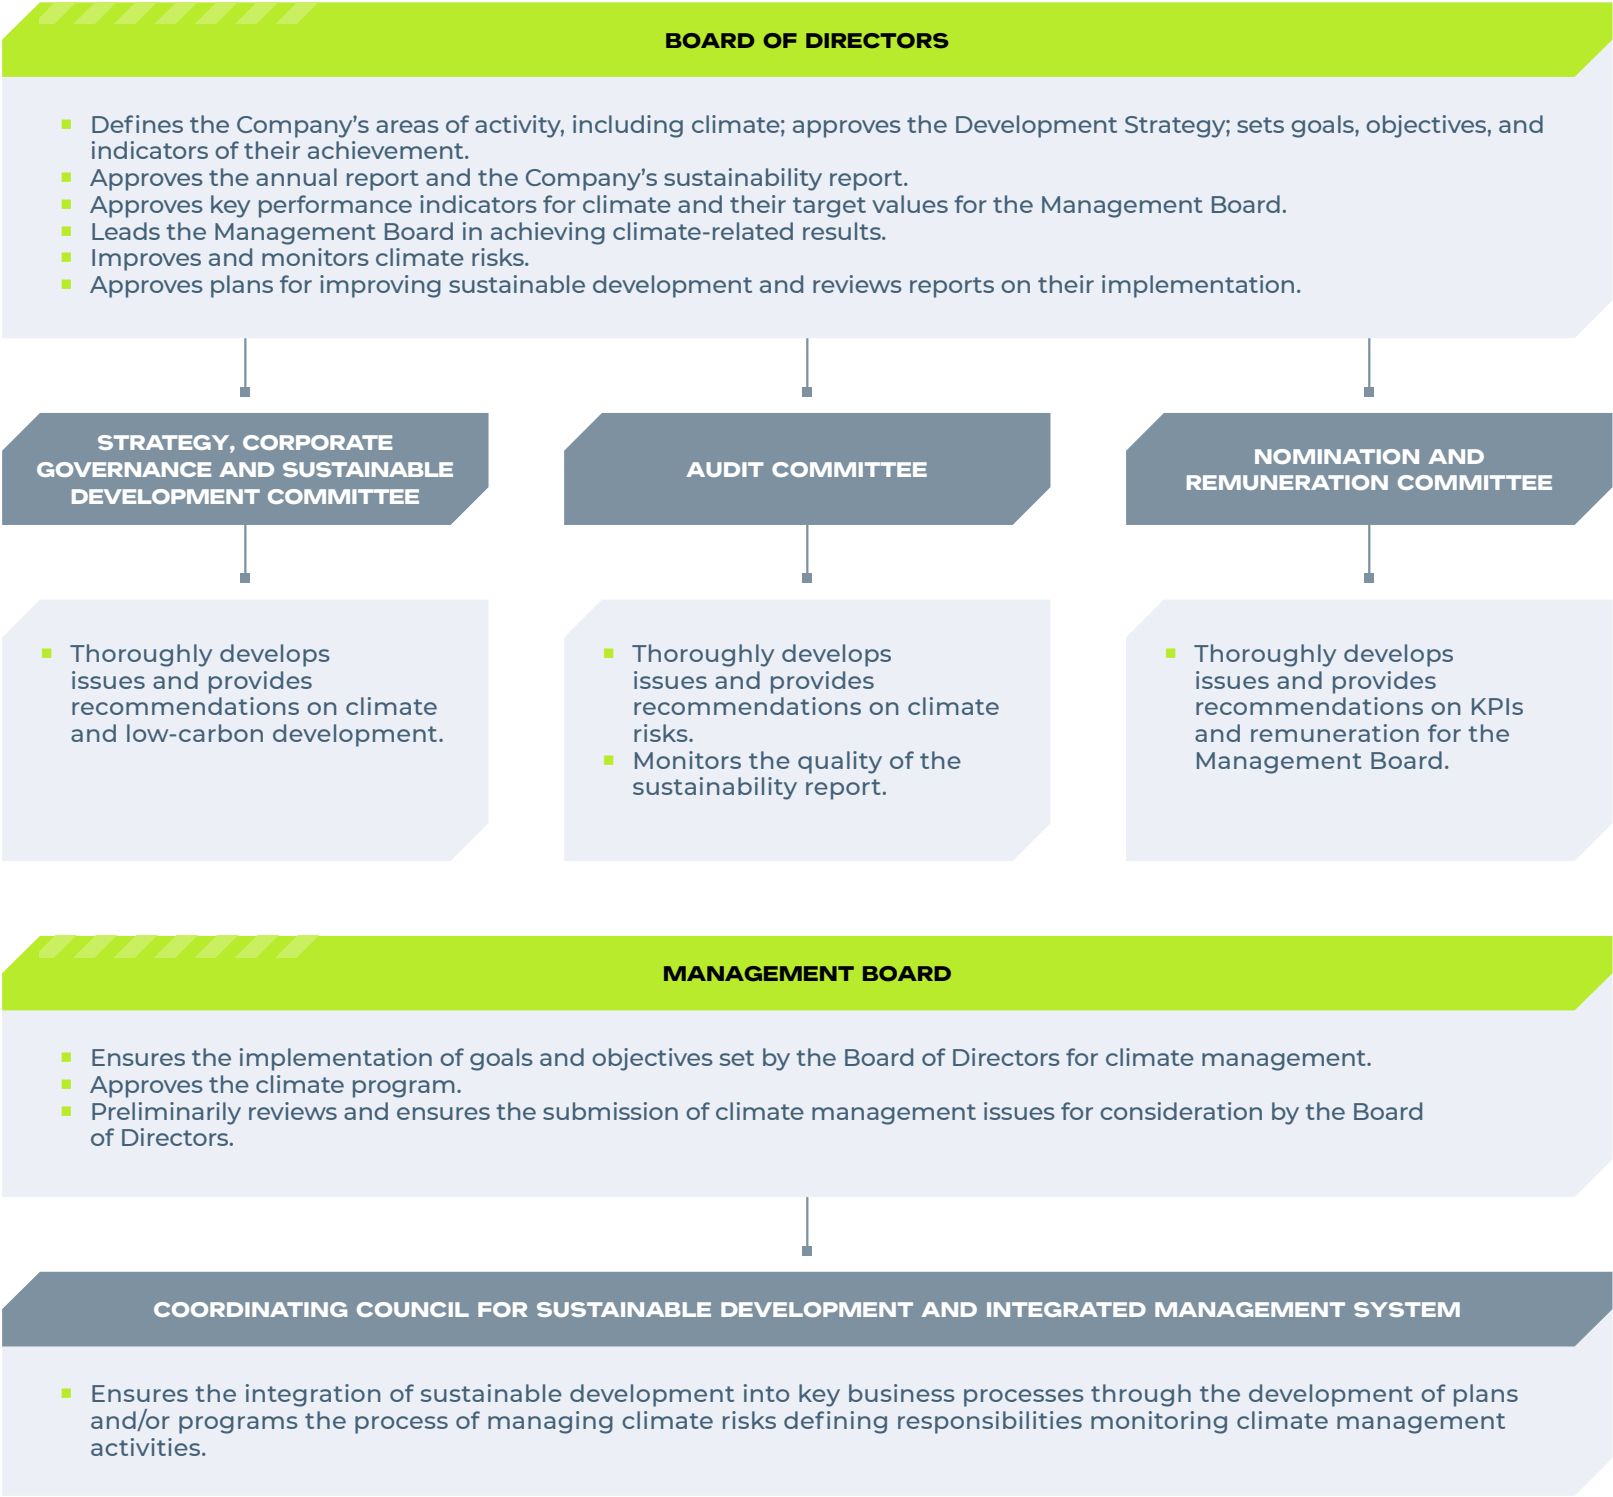 BOARD OF DIRECTORS
Defines the Company’s areas of activity, including climate; approves the Development Strategy; sets goals, objectives, and
indicators of their achievement.
Approves the annual report and the Company’s sustainability report.
Approves key performance indicators for climate and their target values for the Management Board.
Leads the Management Board in achieving climate-related results.
Improves and monitors climate risks.
Approves plans for improving sustainable development and reviews reports on their implementation.
STRATEGY, CORPORATE
GOVERNANCE AND SUSTAINABLE
DEVELOPMENT COMMITTEE
Thoroughly develops
issues and provides
recommendations on climate
and low-carbon development.
AUDIT COMMITTEE
Thoroughly develops
issues and provides
recommendations on climate
risks.
Monitors the quality of the
sustainability report.
NOMINATION AND
REMUNERATION COMMITTEE
Thoroughly develops
issues and provides
recommendations on KPIs
and remuneration for the
Management Board.
MANAGEMENT BOARD
Ensures the implementation of goals and objectives set by the Board of Directors for climate management.
Approves the climate program.
Preliminarily reviews and ensures the submission of climate management issues for consideration by the Board
of Directors.
COORDINATING COUNCIL FOR SUSTAINABLE DEVELOPMENT AND INTEGRATED MANAGEMENT SYSTEM
Ensures the integration of sustainable development into key business processes through the development of plans
and/or programs the process of managing climate risks defining responsibilities monitoring climate management
activities.